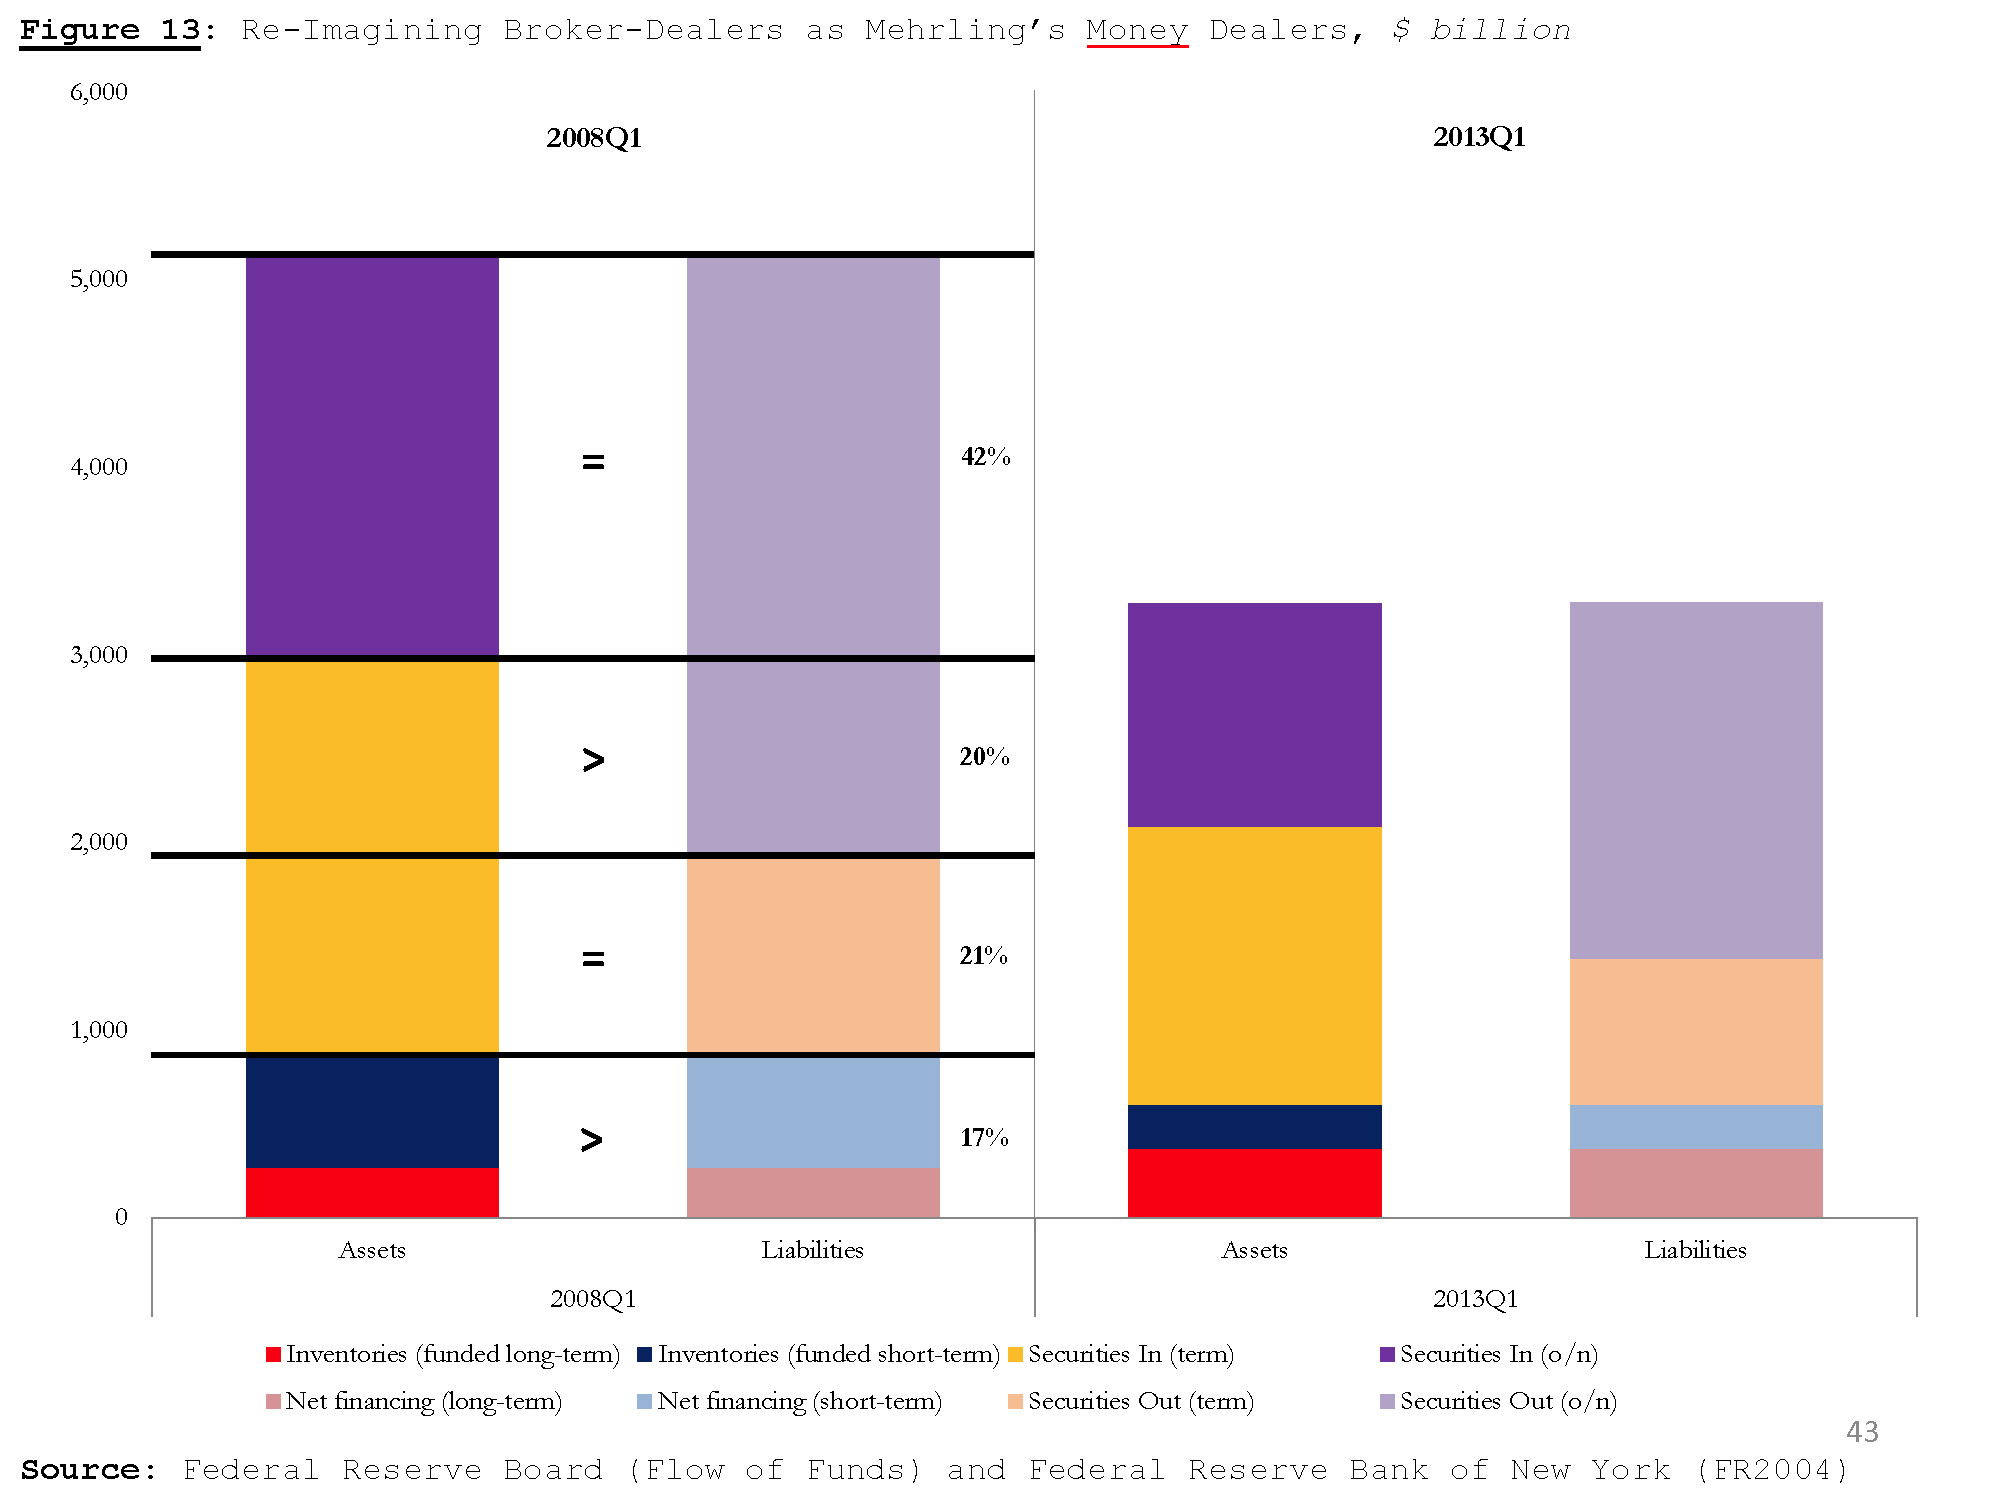 Figure 13: Re-Imagining Broker-Dealers as Mehrling’s Money Dealers, $ billion
6,000
5,000
4,000
3,000
2,000
1,000
0
2008Q1
=
42%
>
20%
=
21%
>
17%
2013Q1
Assets
Liabilities
Assets
Liabilities
2008Q1
2013Q1
Inventories (funded long-term)
Inventories (funded short-term)
Securities In (term)
Securities In (o/n)
Net financing (long-term)
Net financing (short-term)
Securities Out (term)
Securities Out (o/n)
43
Source: Federal Reserve Board (Flow of Funds) and Federal Reserve Bank of New York (FR2004)